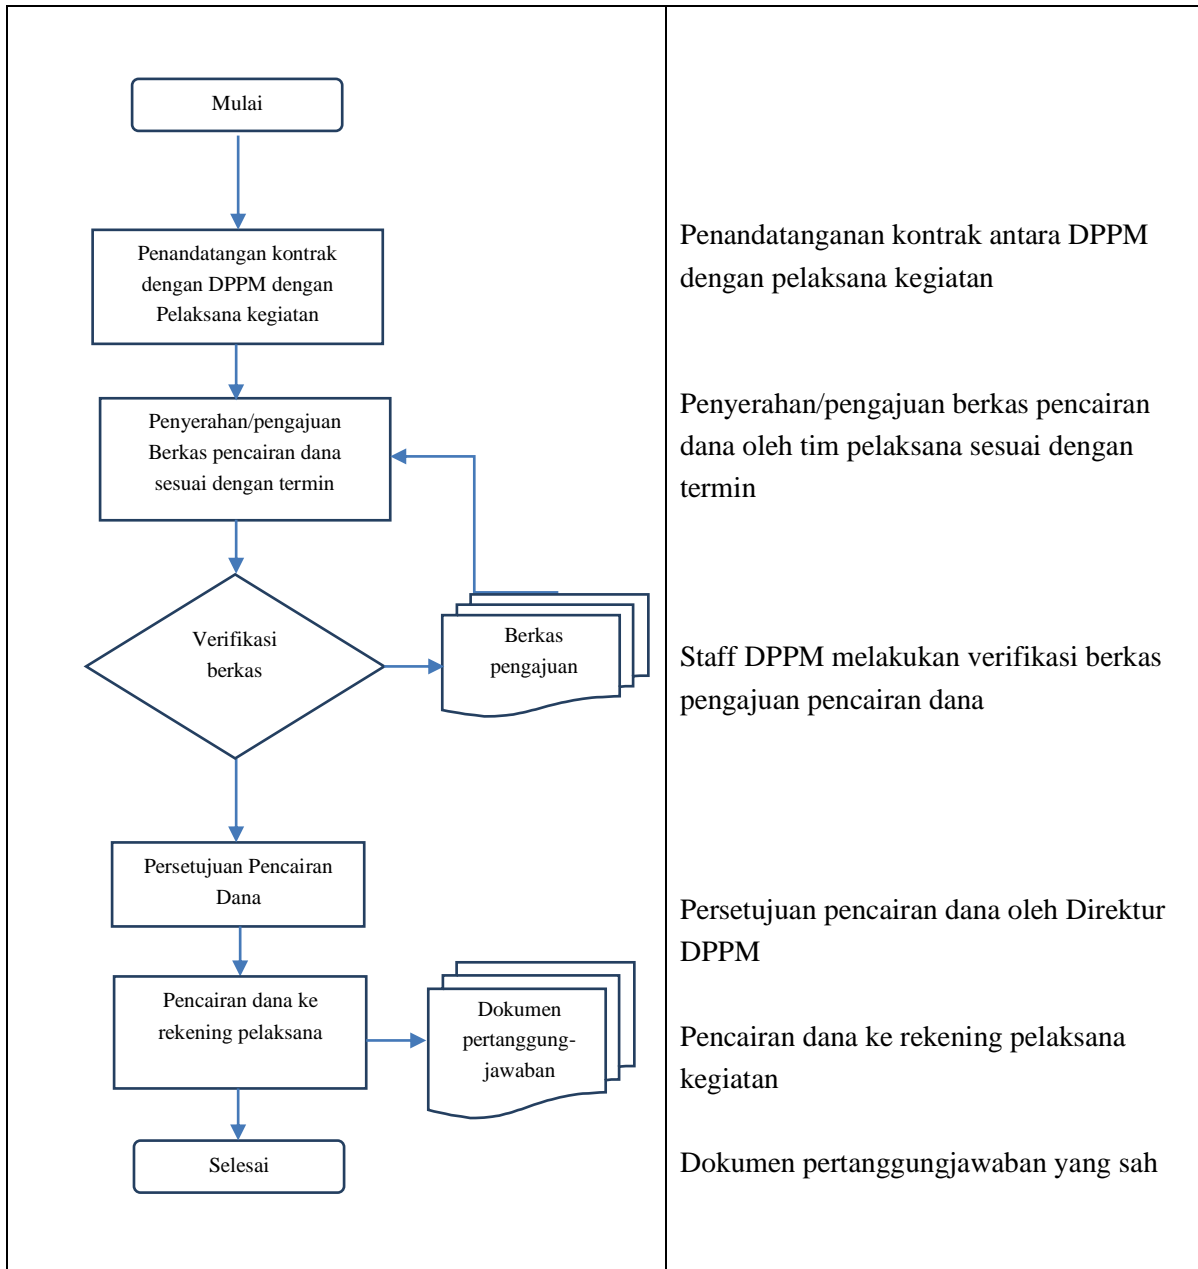 Mulai
Penandatangan kontrak
dengan DPPM dengan
Pelaksana kegiatan
Penandatanganan kontrak antara DPPM
dengan pelaksana kegiatan
Penyerahan/pengajuan
Berkas pencairan dana
sesuai dengan termin
Penyerahan/pengajuan berkas pencairan
dana oleh tim pelaksana sesuai dengan
termin
Verifikasi
berkas
Berkas
pengajuan
Staff DPPM melakukan verifikasi berkas
pengajuan pencairan dana
Persetujuan Pencairan
Dana
Persetujuan pencairan dana oleh Direktur
DPPM
Pencairan dana ke
rekening pelaksana
Dokumen
pertanggung-
jawaban
Pencairan dana ke rekening pelaksana
kegiatan
Selesai
Dokumen pertanggungjawaban yang sah